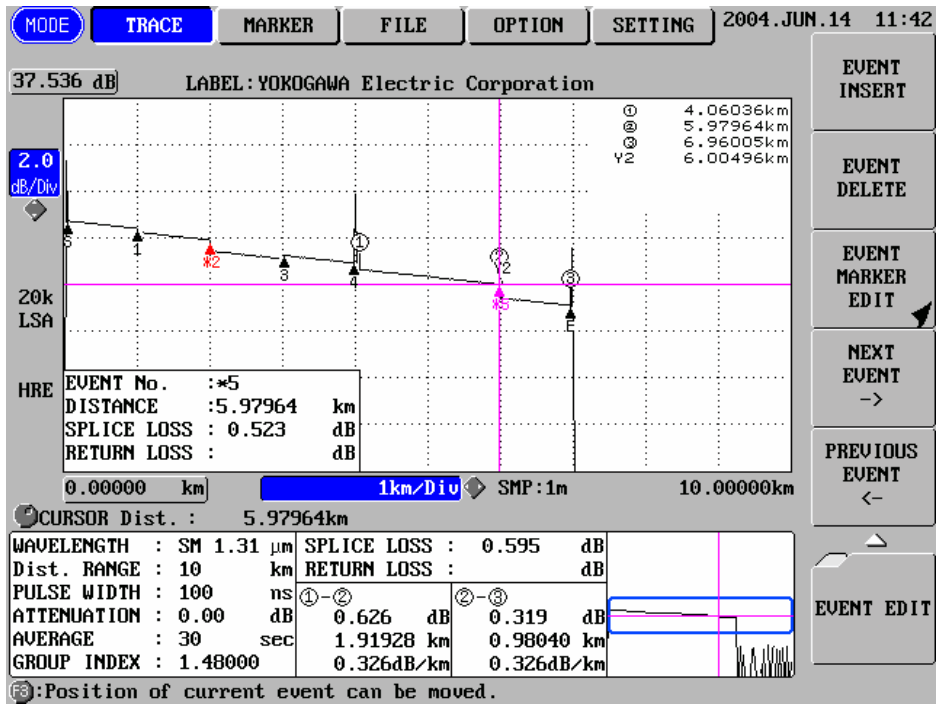 MODE TRACE MARKER FILE OPTION SETTING 2004.JUN.14 11:42
37.536 dB LABEL:YOKOGAWA Electric Corporation
① 4.06036km
② 5.97964km
③ 6.96005km
Y2 6.00496km
2.0
dB/Div
20k
LSA
HRE
S 1 *2 3 4 ① ② Y2 *5 ③ E
EVENT No. :*5
DISTANCE :5.97964 km
SPLICE LOSS : 0.523 dB
RETURN LOSS : dB
0.00000 km 1km/Div SMP:1m 10.00000km
CURSOR Dist. : 5.97964km
WAVELENGTH : SM 1.31 μm
Dist. RANGE : 10 km
PULSE WIDTH : 100 ns
ATTENUATION : 0.00 dB
AVERAGE : 30 sec
GROUP INDEX : 1.48000
SPLICE LOSS : 0.595 dB
RETURN LOSS : dB
①-②
0.626 dB
1.91928 km
0.326dB/km
②-③
0.319 dB
0.98040 km
0.326dB/km
EVENT
INSERT
EVENT
DELETE
EVENT
MARKER
EDIT
NEXT
EVENT
->
PREVIOUS
EVENT
<-
EVENT EDIT
F3:Position of current event can be moved.